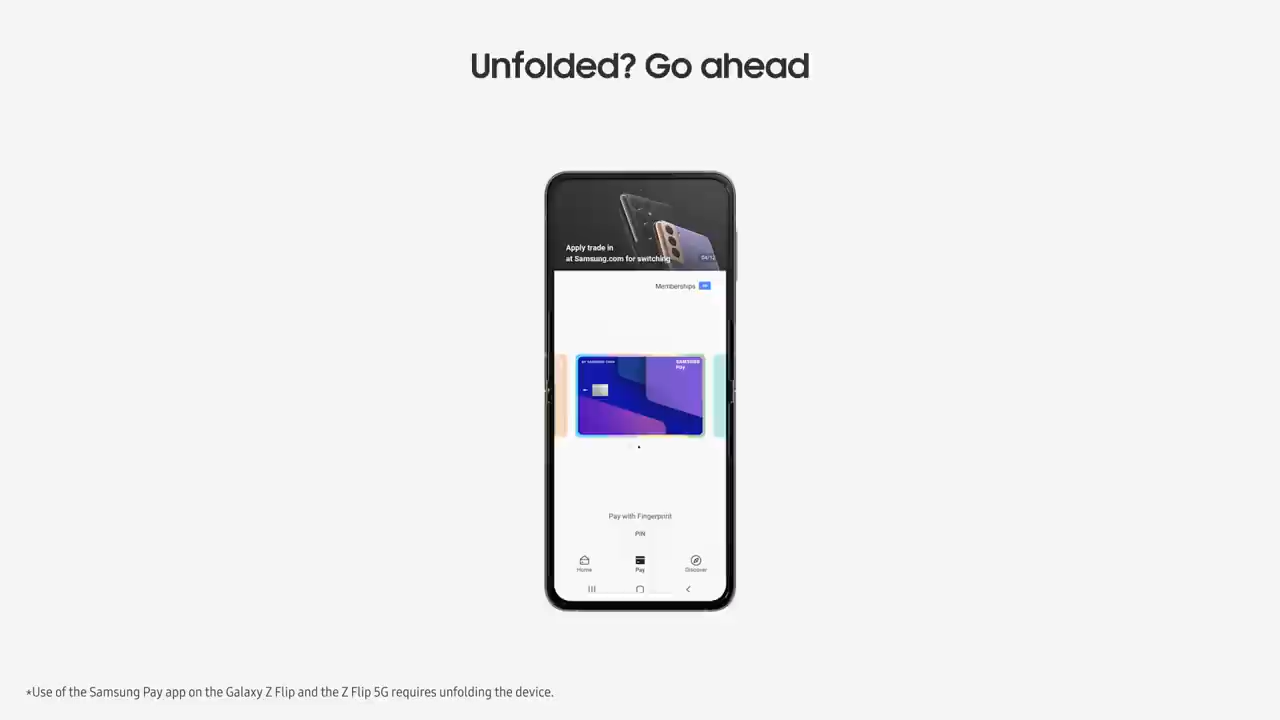 Unfolded? Go ahead
Apply trade in
at Samsung.com for switching
04/12
Memberships
SAMSUNG
Pay
Pay with Fingerprint
PIN
Home
Pay
Discover
*Use of the Samsung Pay app on the Galaxy Z Flip and the Z Flip 5G requires unfolding the device.